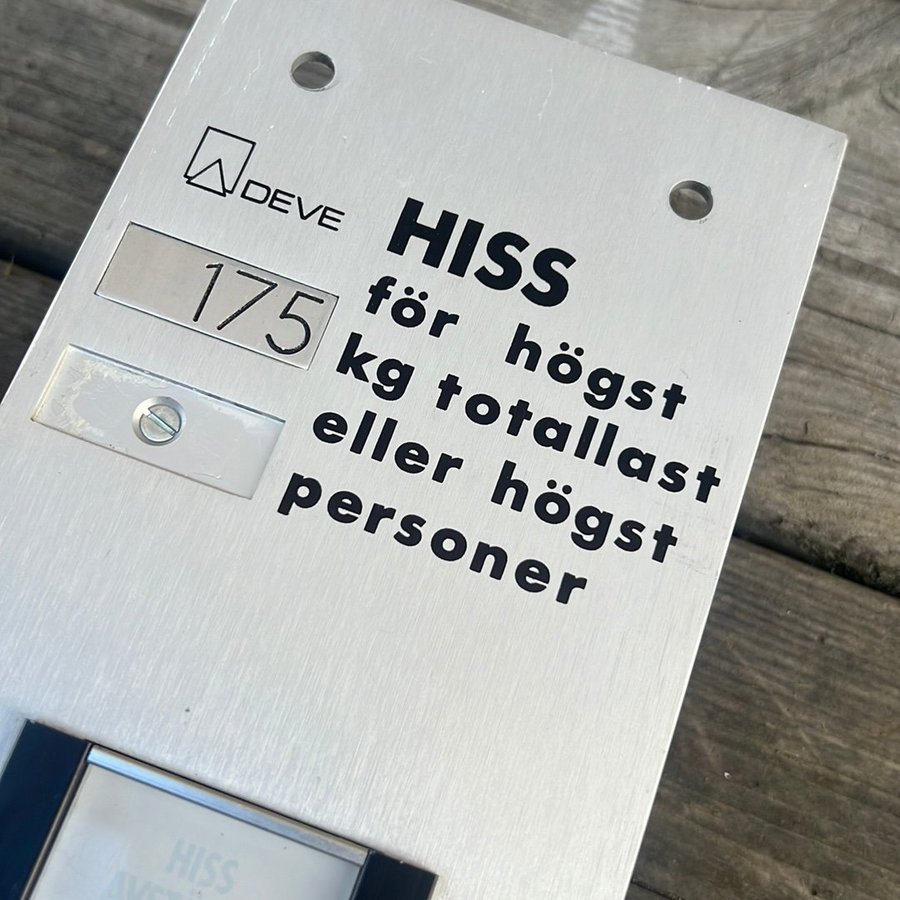 DEVE
HISS
175
för högst
kg totallast
eller högst
personer
HISS